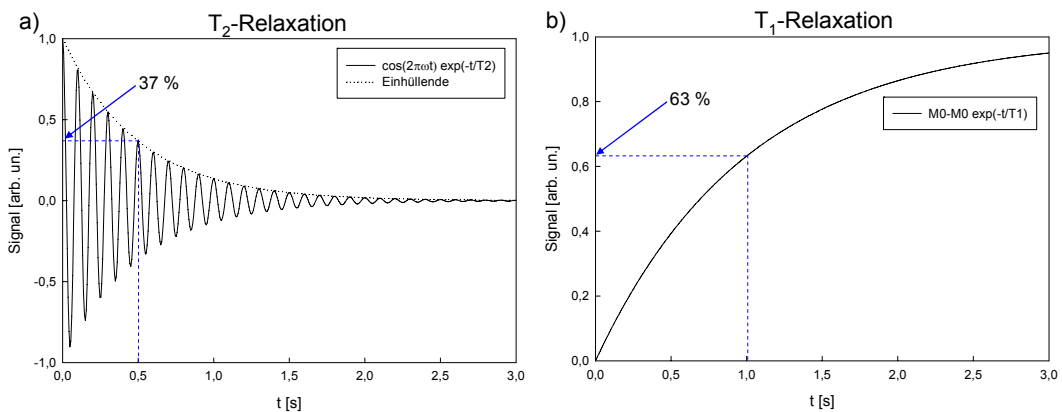 a)
T₂-Relaxation
1,0
0,5
0,0
-0,5
-1,0
Signal [arb. un.]
37 %
cos(2πωt) exp(-t/T2)
Einhüllende
0,0 0,5 1,0 1,5 2,0 2,5 3,0
t [s]
b)
T₁-Relaxation
1,0
0,8
0,6
0,4
0,2
0,0
Signal [arb. un.]
63 %
M0-M0 exp(-t/T1)
0,0 0,5 1,0 1,5 2,0 2,5 3,0
t [s]